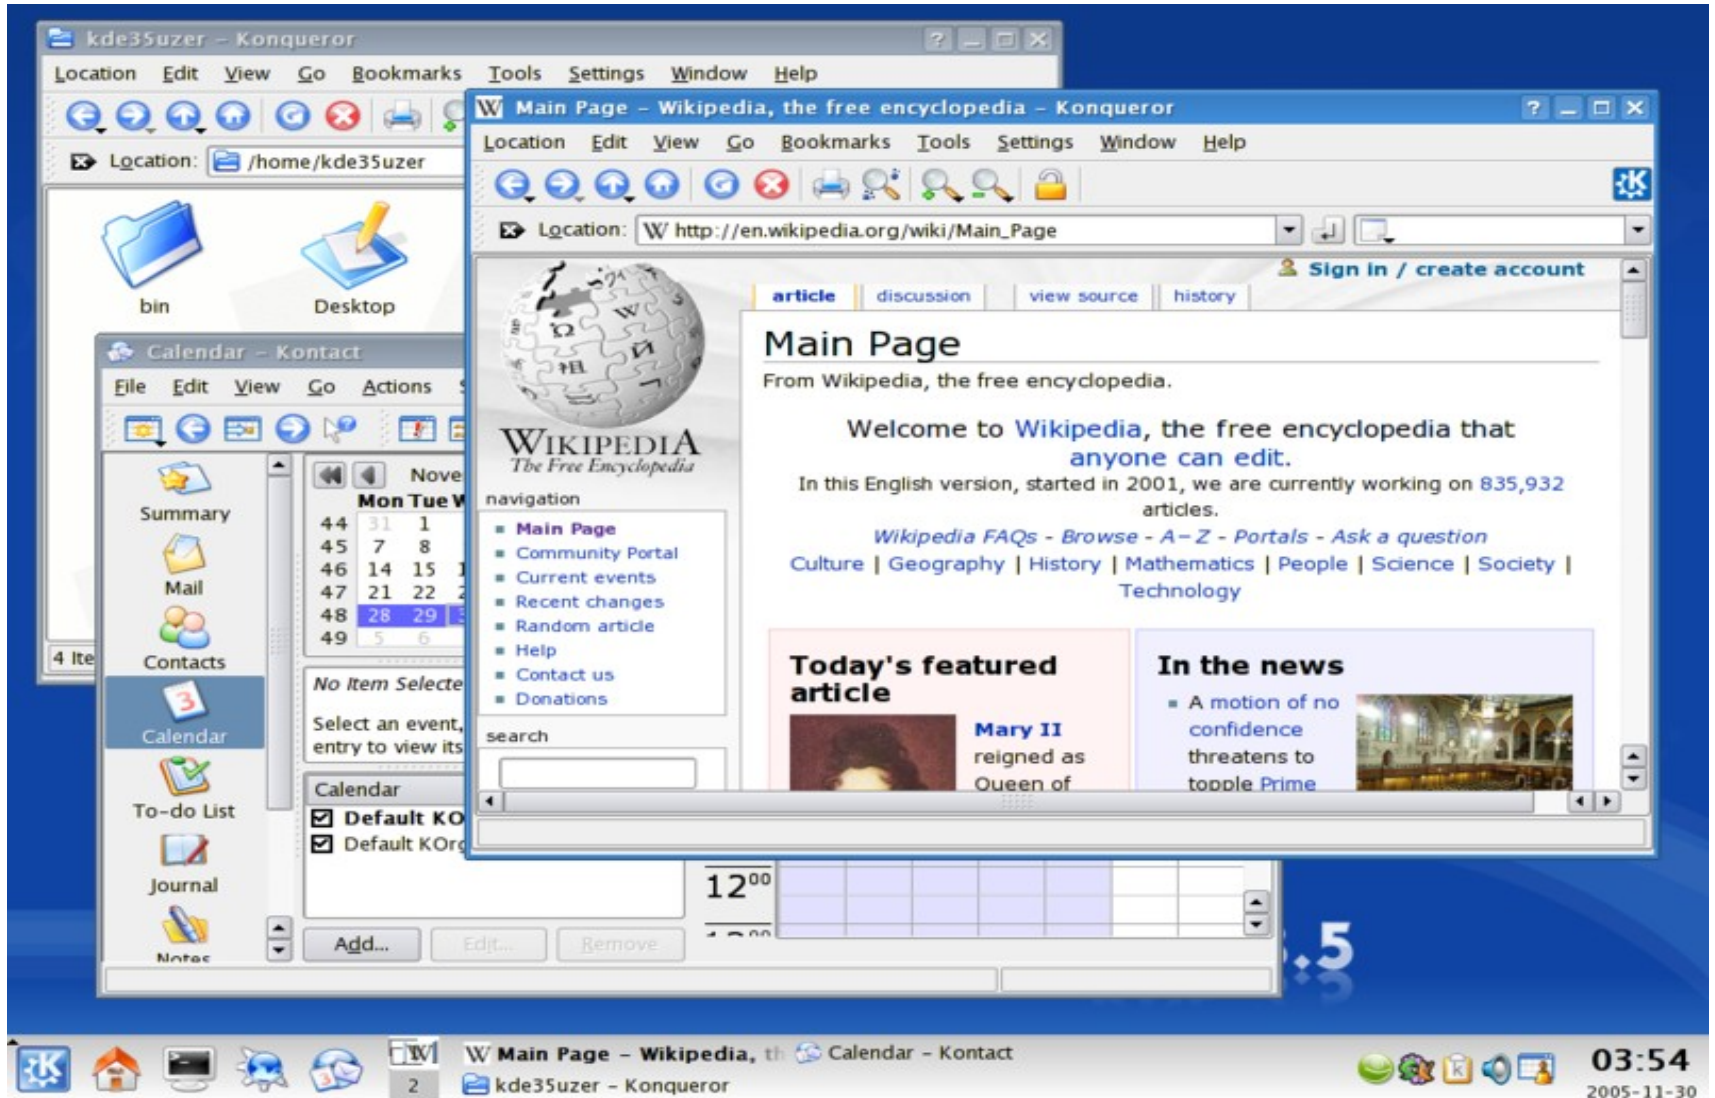 kde35uzer – Konqueror
Location Edit View Go Bookmarks Tools Settings Window Help
Location: /home/kde35uzer
bin
Desktop
4 Ite
Main Page – Wikipedia, the free encyclopedia – Konqueror
Location Edit View Go Bookmarks Tools Settings Window Help
Location: http://en.wikipedia.org/wiki/Main_Page
Sign in / create account
article discussion view source history
WIKIPEDIA
The Free Encyclopedia
navigation
Main Page
Community Portal
Current events
Recent changes
Random article
Help
Contact us
Donations
search
Main Page
From Wikipedia, the free encyclopedia.
Welcome to Wikipedia, the free encyclopedia that
anyone can edit.
In this English version, started in 2001, we are currently working on 835,932
articles.
Wikipedia FAQs - Browse - A–Z - Portals - Ask a question
Culture | Geography | History | Mathematics | People | Science | Society |
Technology
Today's featured
article
Mary II
reigned as
Queen of
In the news
A motion of no
confidence
threatens to
topple Prime
Calendar – Kontact
File Edit View Go Actions
Summary
Mail
Contacts
Calendar
To-do List
Journal
Notes
Nove
Mon Tue W
44 31 1
45 7 8
46 14 15 1
47 21 22 2
48 28 29 3
49 5 6
No Item Selecte
Select an event,
entry to view its
Calendar
Default KO
Default KOrg
Add... Edit... Remove
12 00
.5
2
Main Page – Wikipedia, th
Calendar – Kontact
kde35uzer – Konqueror
03:54
2005-11-30